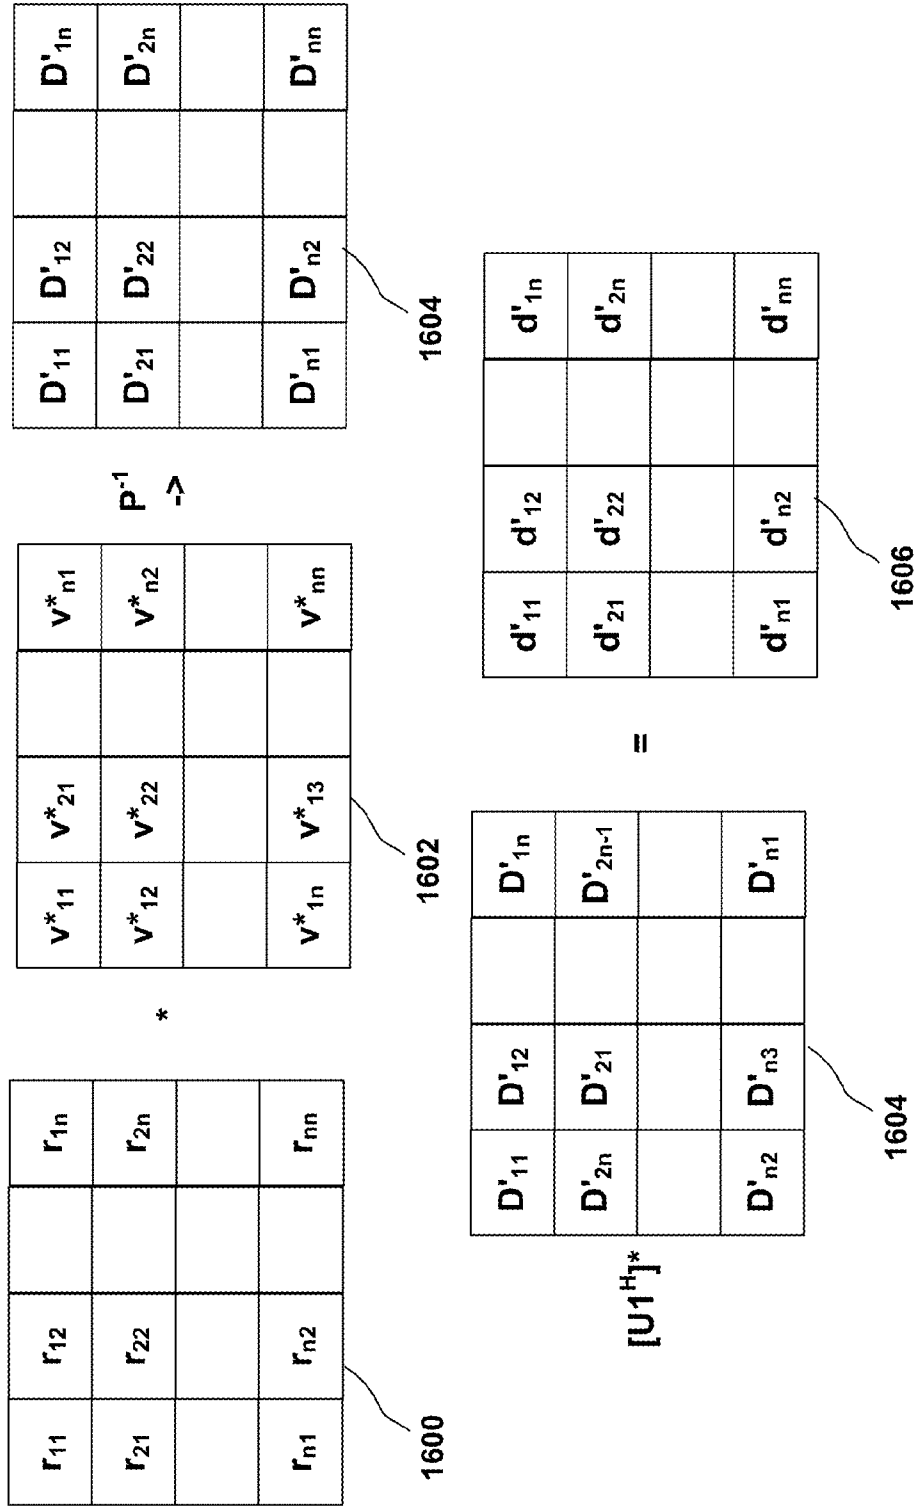 r11 r12 r1n
r21 r22 r2n
rn1 rn2 rnn
1600
*
v*11 v*21 v*n1
v*12 v*22 v*n2
v*1n v*13 v*nn
1602
P-1
->
D'11 D'12 D'1n
D'21 D'22 D'2n
D'n1 D'n2 D'nn
1604
[U1H]*
D'11 D'12 D'1n
D'2n D'21 D'2n-1
D'n2 D'n3 D'n1
1604
=
d'11 d'12 d'1n
d'21 d'22 d'2n
d'n1 d'n2 d'nn
1606